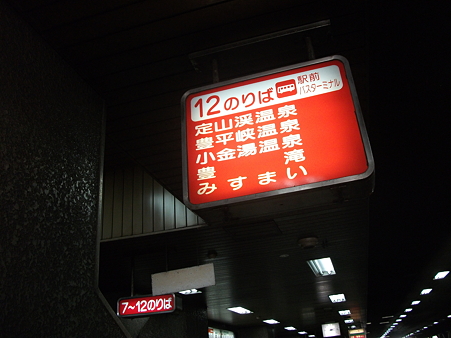 12のりば
駅前
バスターミナル
定山渓温泉
豊平峡温泉
小金湯温泉
豊滝
みすまい
7~12のりば